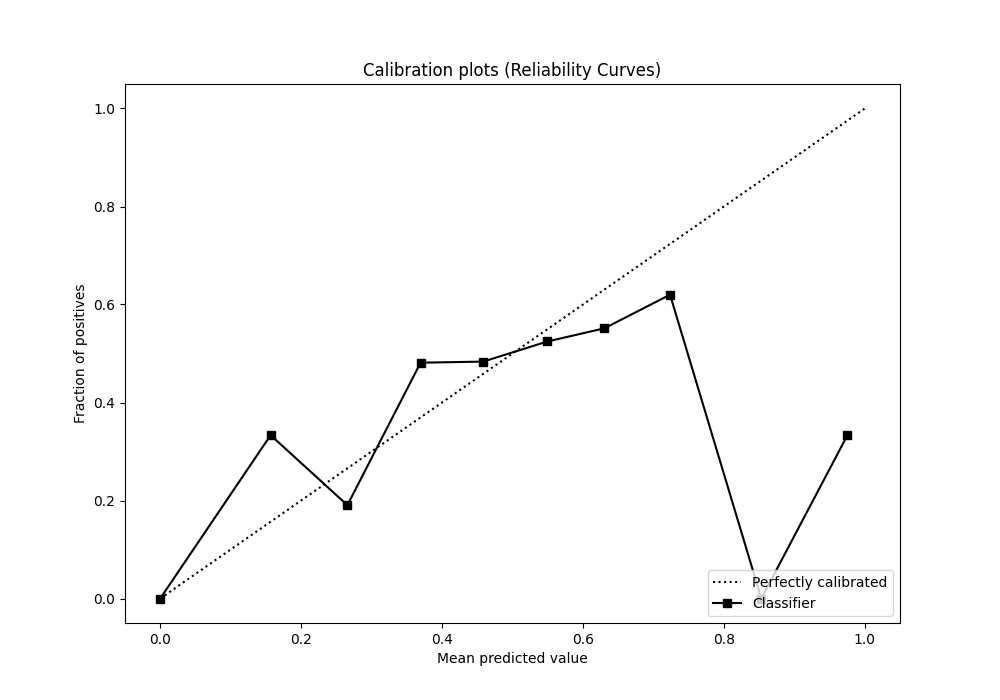 Calibration plots (Reliability Curves)
1.0
0.8
0.6
0.4
0.2
0.0
Fraction of positives
Perfectly calibrated
Classifier
0.0 0.2 0.4 0.6 0.8 1.0
Mean predicted value